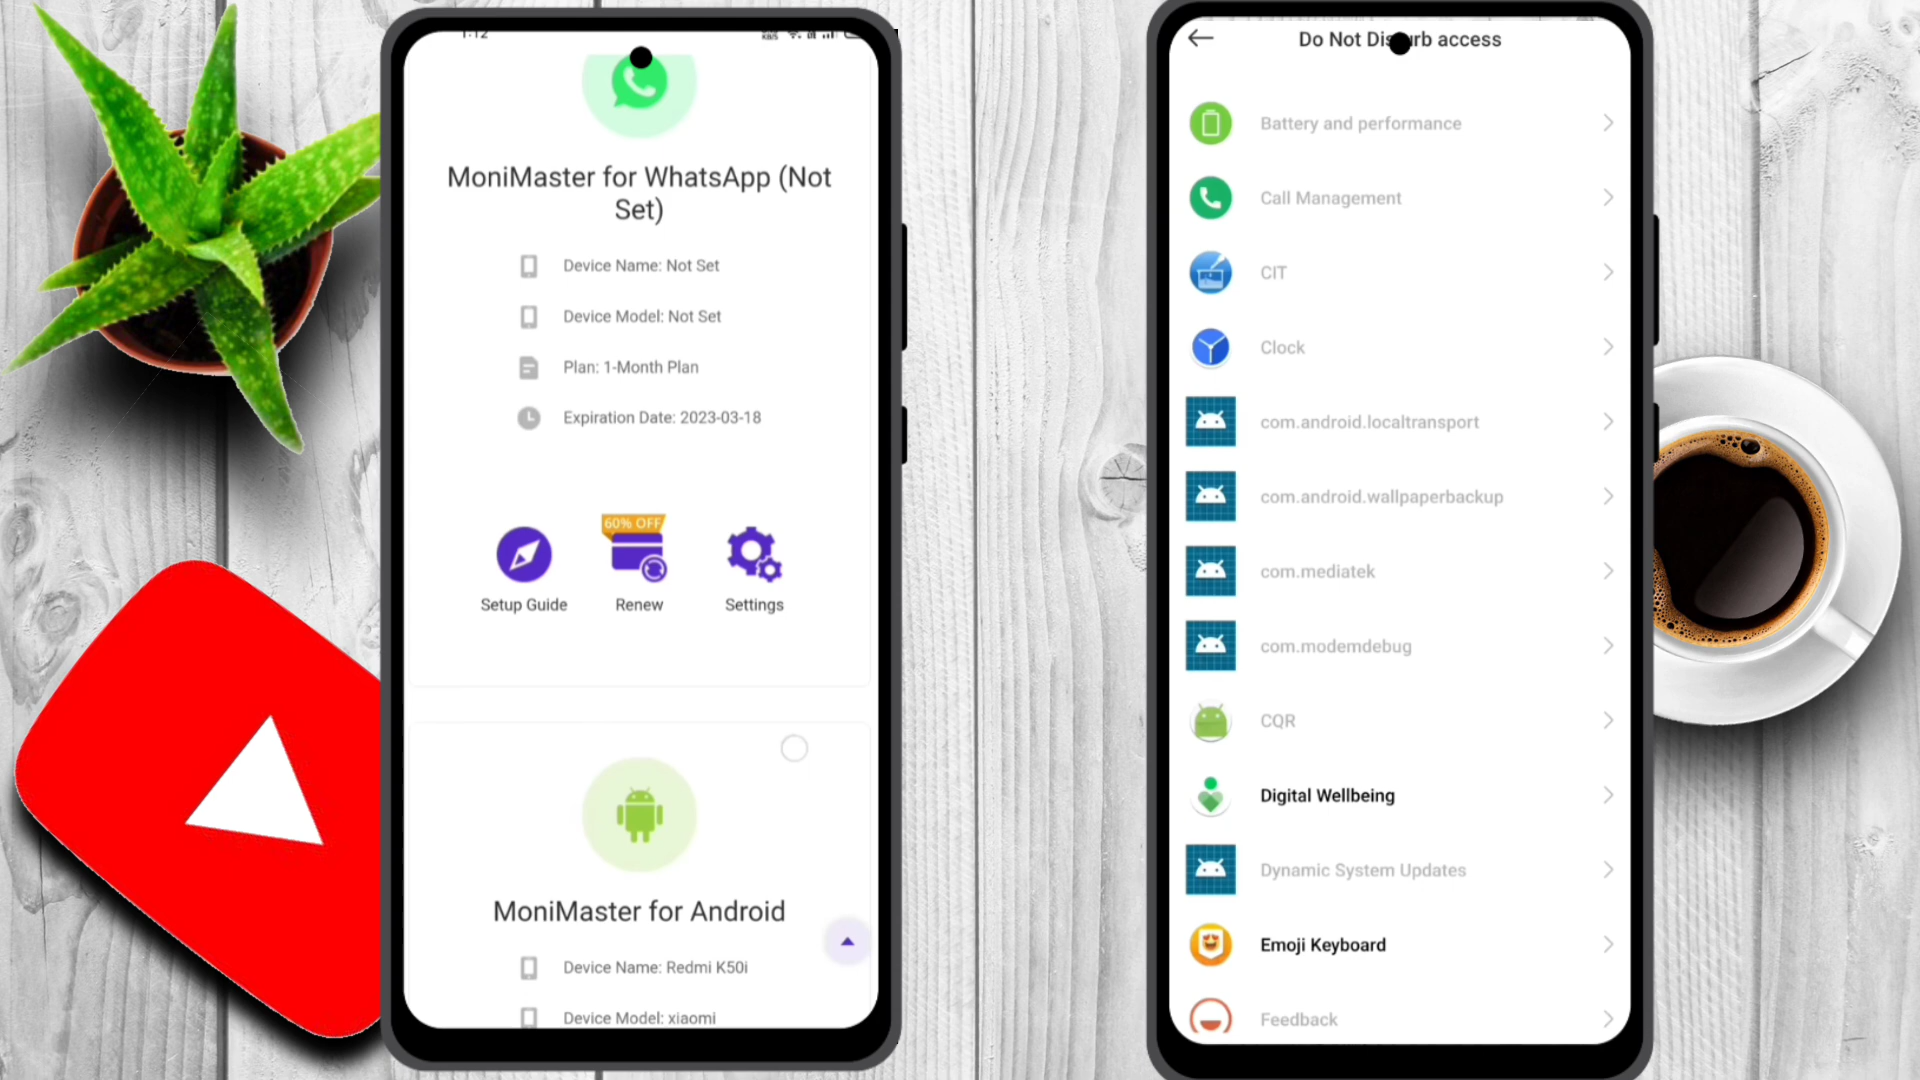 1:12
MoniMaster for WhatsApp (Not
Set)
Device Name: Not Set
Device Model: Not Set
Plan: 1-Month Plan
Expiration Date: 2023-03-18
60% OFF
Setup Guide
Renew
Settings
MoniMaster for Android
Device Name: Redmi K50i
Device Model: xiaomi
Do Not Disturb access
Battery and performance
Call Management
CIT
Clock
com.android.localtransport
com.android.wallpaperbackup
com.mediatek
com.modemdebug
CQR
Digital Wellbeing
Dynamic System Updates
Emoji Keyboard
Feedback